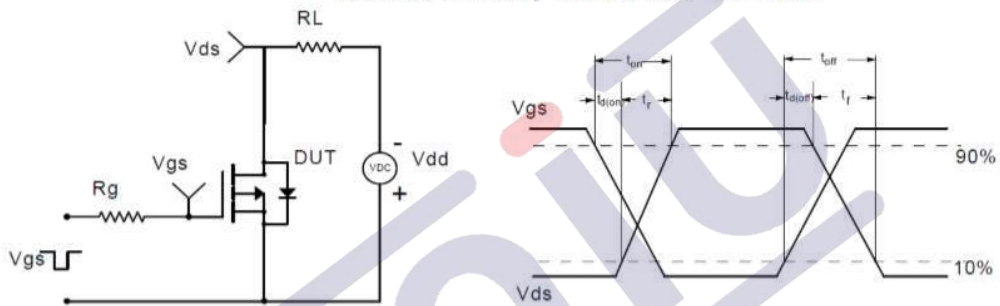 RL
Vds
ton
toff
td(on)
tr
td(off)
tf
Vgs
90%
10%
Vds
Vgs
DUT
Rg
VDC
-
Vdd
+
Vgs